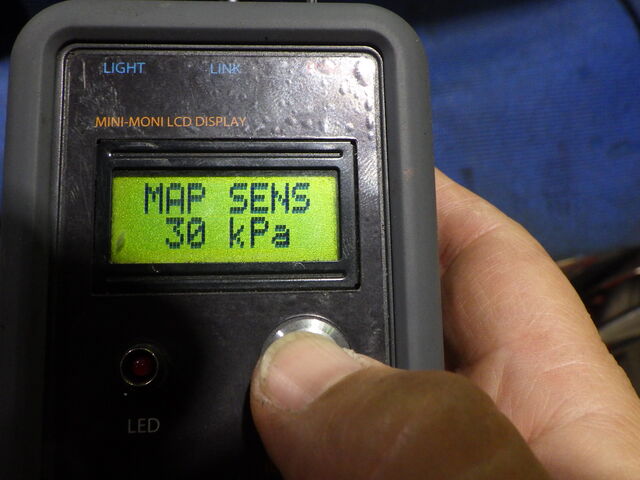 LIGHT LINK
MINI-MONI LCD DISPLAY
MAP SENS
30 kPa
LED